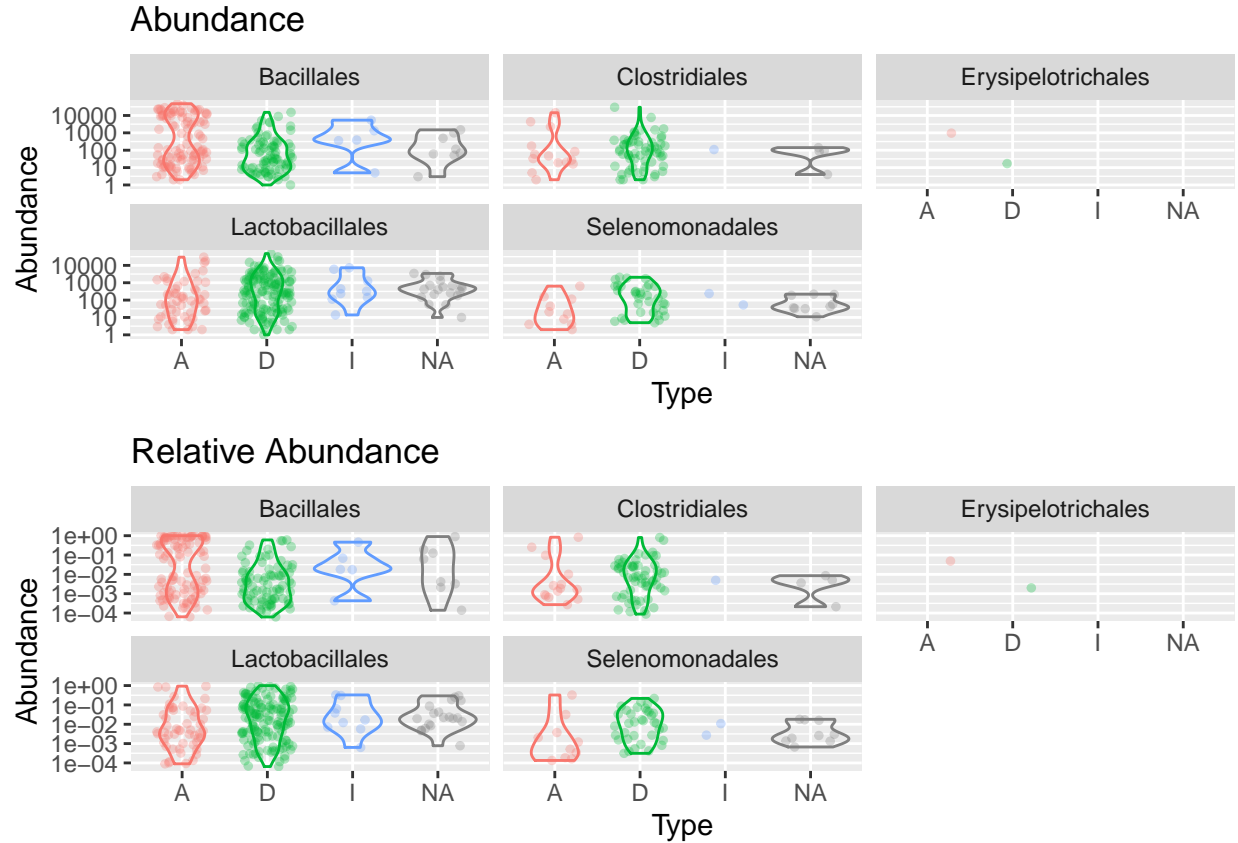 Abundance
Bacillales Clostridiales Erysipelotrichales
10000
1000
100
10
1
A D I NA
Lactobacillales Selenomonadales
10000
1000
100
10
1
A D I NA A D I NA
Abundance
Type
Relative Abundance
Bacillales Clostridiales Erysipelotrichales
1e+00
1e−01
1e−02
1e−03
1e−04
A D I NA
Lactobacillales Selenomonadales
1e+00
1e−01
1e−02
1e−03
1e−04
A D I NA A D I NA
Abundance
Type